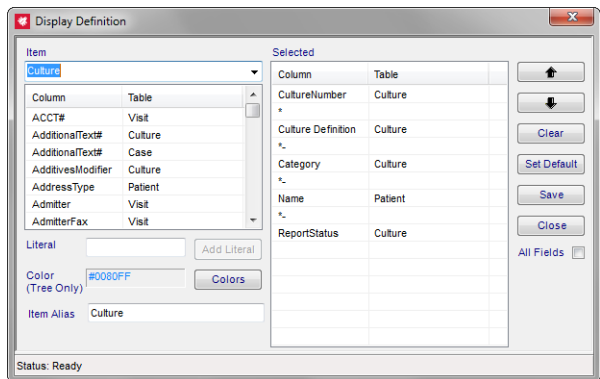 Display Definition
Item
Culture
Column Table
ACCT# Visit
AdditionalText# Culture
AdditionalText# Case
AdditivesModifier Culture
AddressType Patient
Admitter Visit
AdmitterFax Visit
Literal
Add Literal
Color
(Tree Only)
#0080FF
Colors
Item Alias
Culture
Selected
Column Table
CultureNumber Culture
*
Culture Definition Culture
*-
Category Culture
*-
Name Patient
*-
ReportStatus Culture
Clear
Set Default
Save
Close
All Fields
Status: Ready